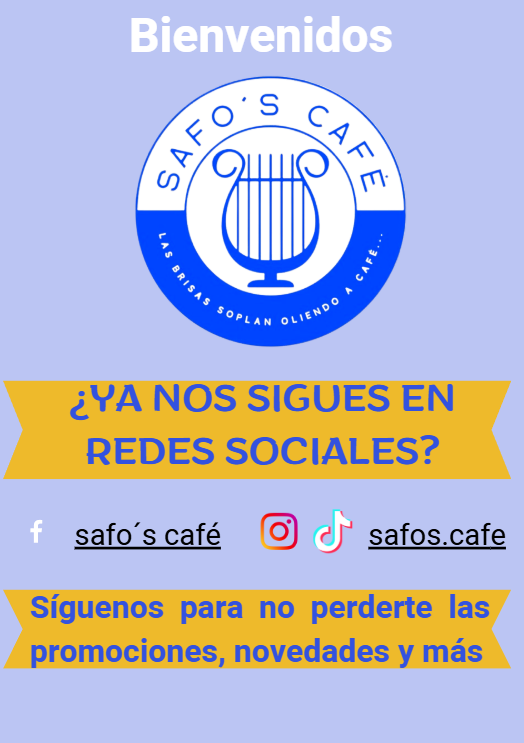 Bienvenidos
SAFO´S CAFÉ
LAS BRISAS SOPLAN OLIENDO A CAFÉ...
¿YA NOS SIGUES EN
REDES SOCIALES?
safo´s café safos.cafe
Síguenos para no perderte las
promociones, novedades y más